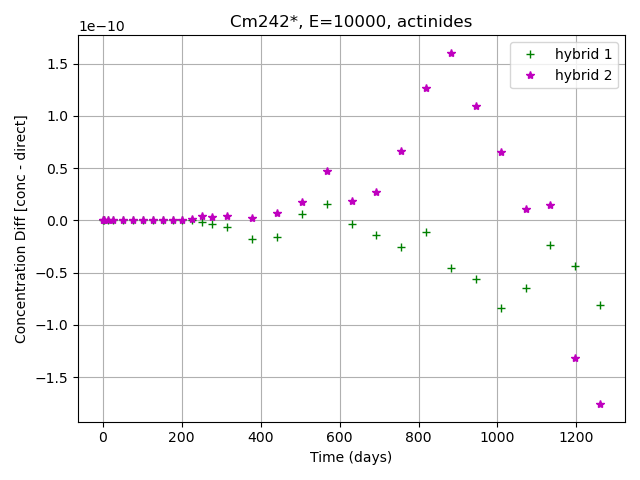 Cm242*, E=10000, actinides
1e−10
hybrid 1
hybrid 2
1.5
1.0
0.5
0.0
−0.5
−1.0
−1.5
Concentration Diff [conc - direct]
0 200 400 600 800 1000 1200
Time (days)